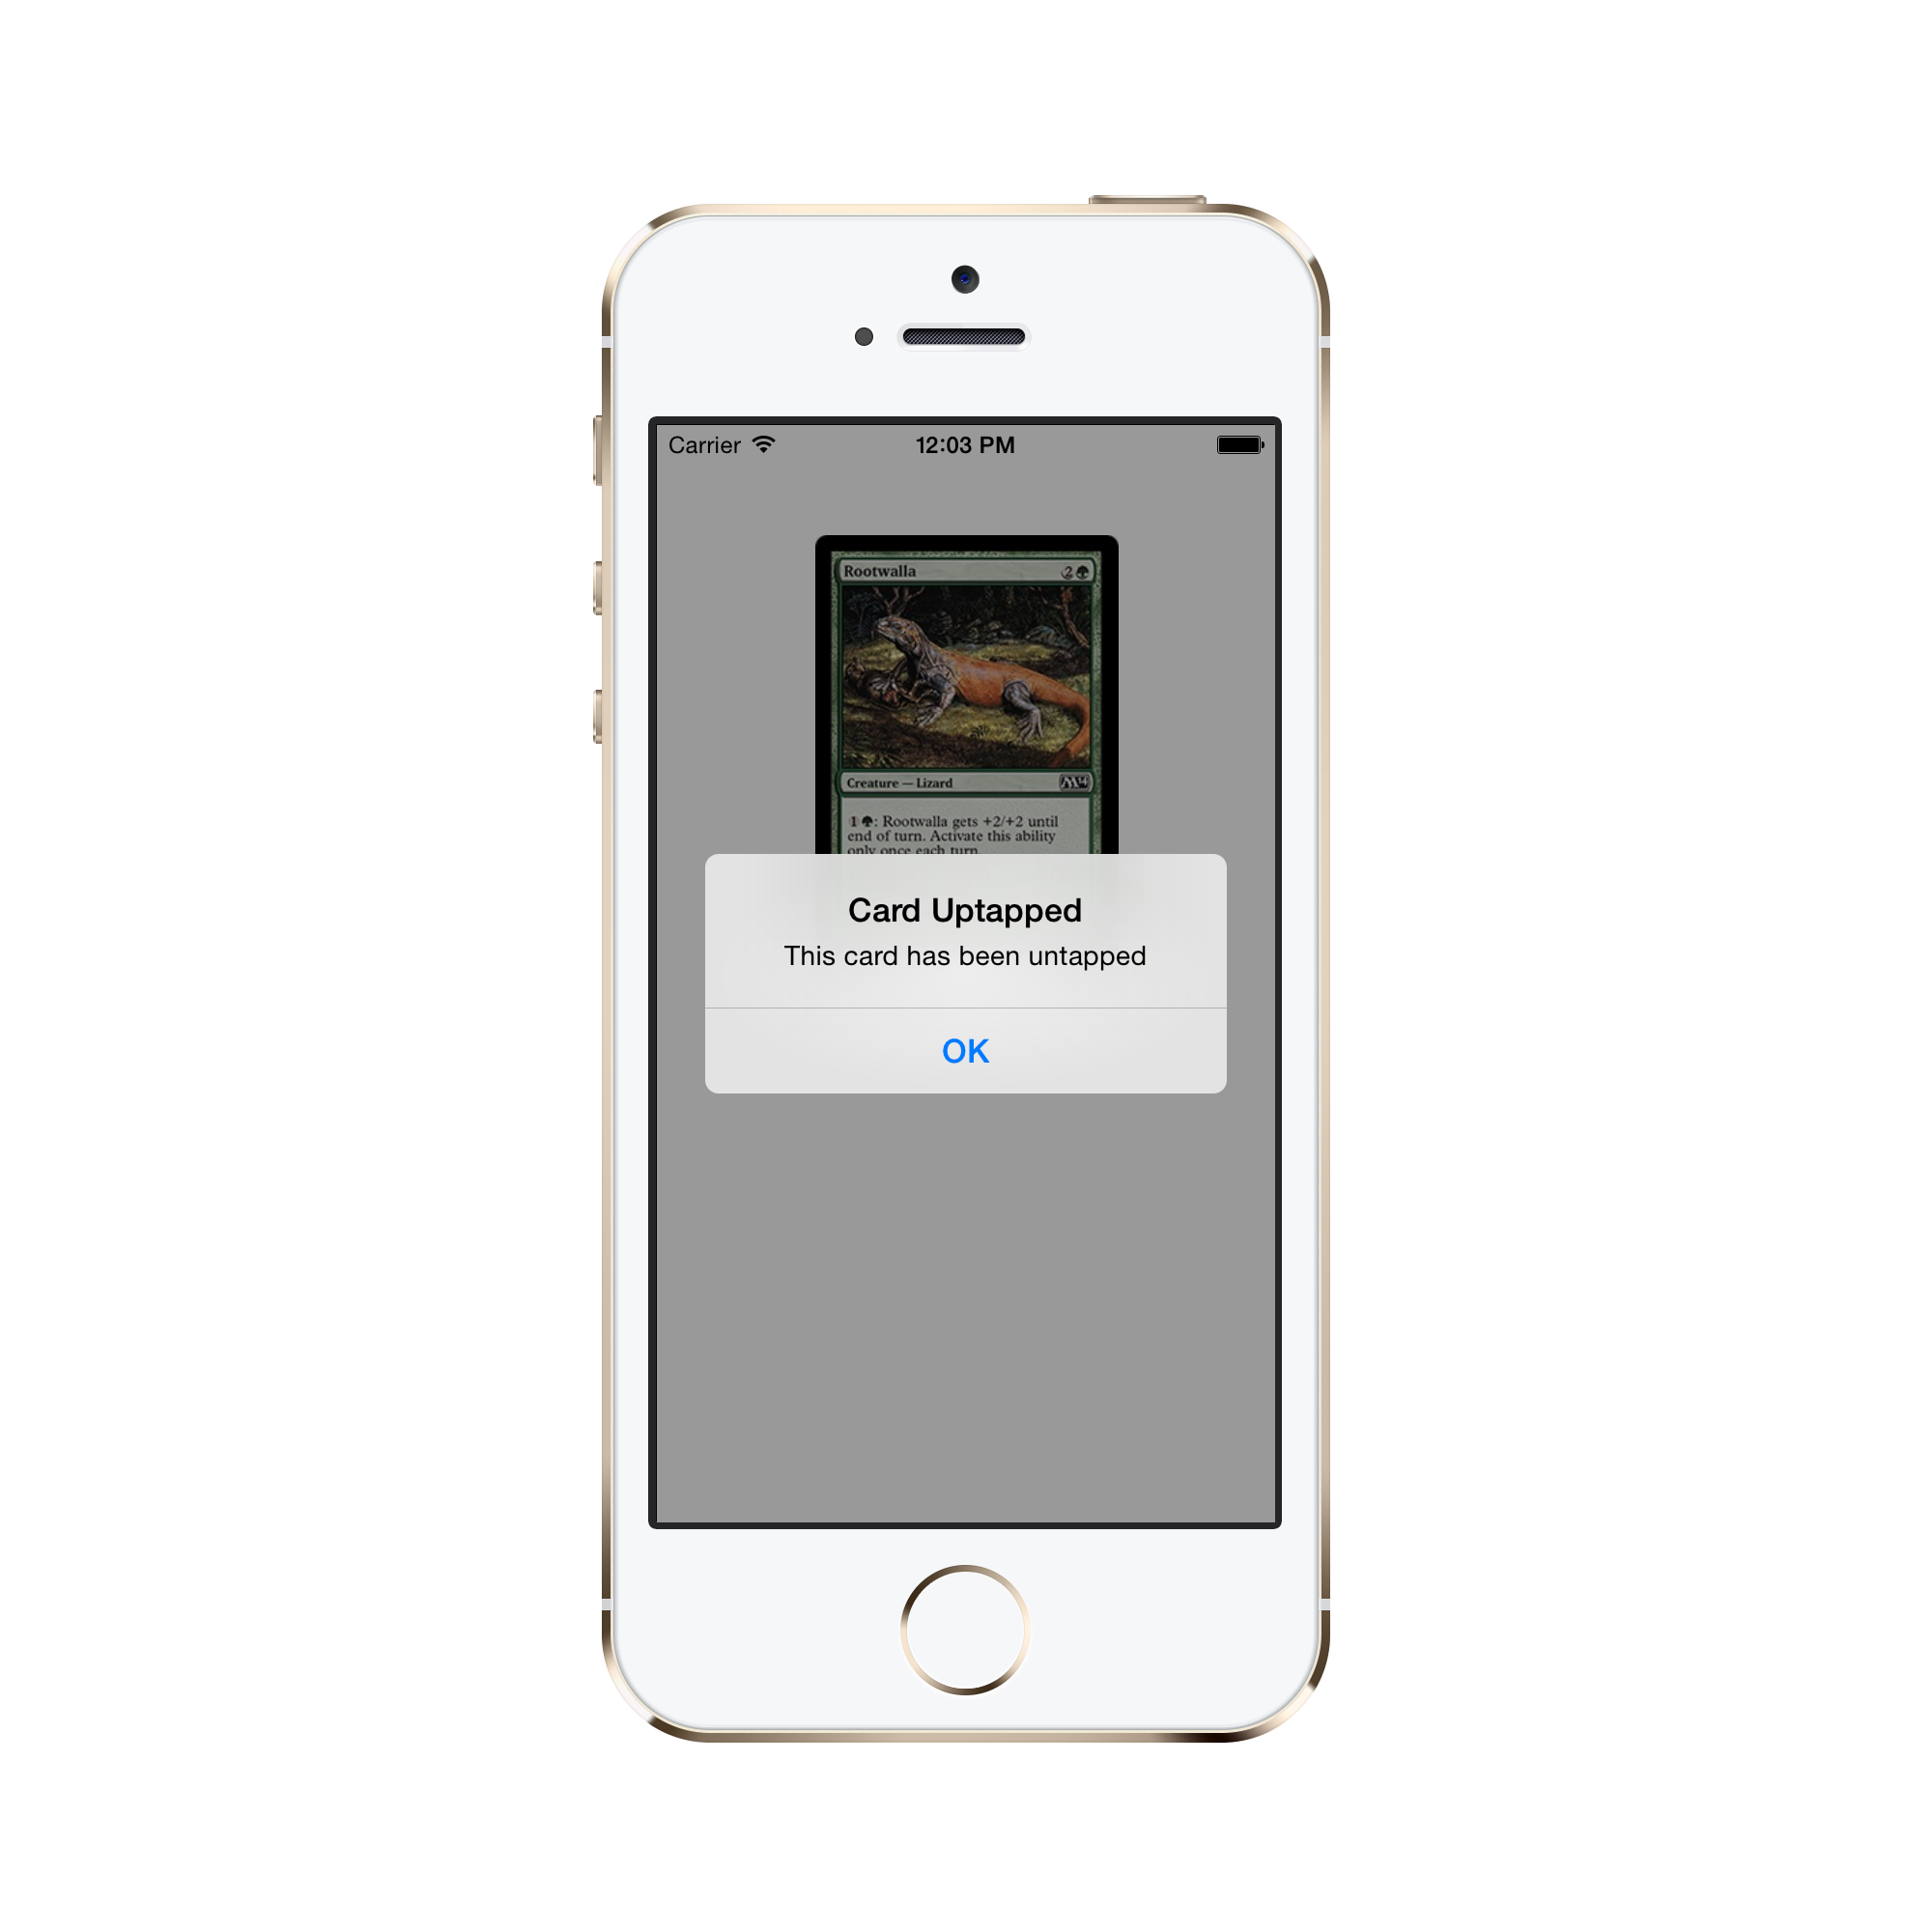 Carrier 12:03 PM
Rootwalla 2
Creature — Lizard M14
1 : Rootwalla gets +2/+2 until
end of turn. Activate this ability
only once each turn.
Card Uptapped
This card has been untapped
OK